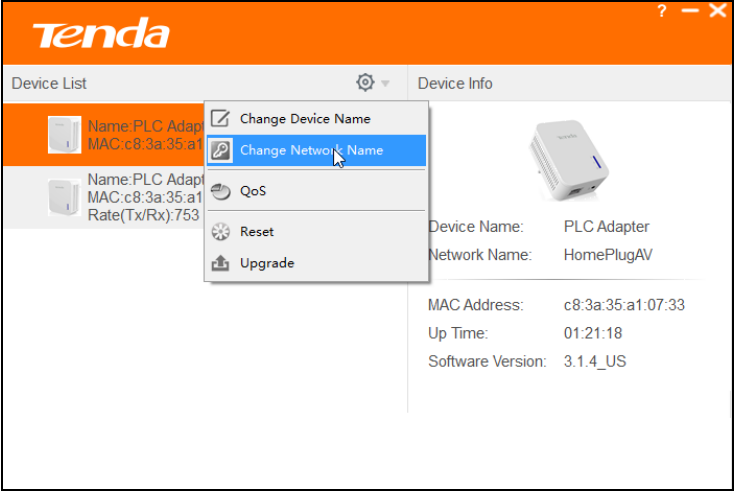 Tenda
?
Device List
Device Info
Name:PLC Adapt
MAC:c8:3a:35:a1
Name:PLC Adapt
MAC:c8:3a:35:a1
Rate(Tx/Rx):753
Change Device Name
Change Network Name
QoS
Reset
Upgrade
Device Name: PLC Adapter
Network Name: HomePlugAV
MAC Address: c8:3a:35:a1:07:33
Up Time: 01:21:18
Software Version: 3.1.4_US